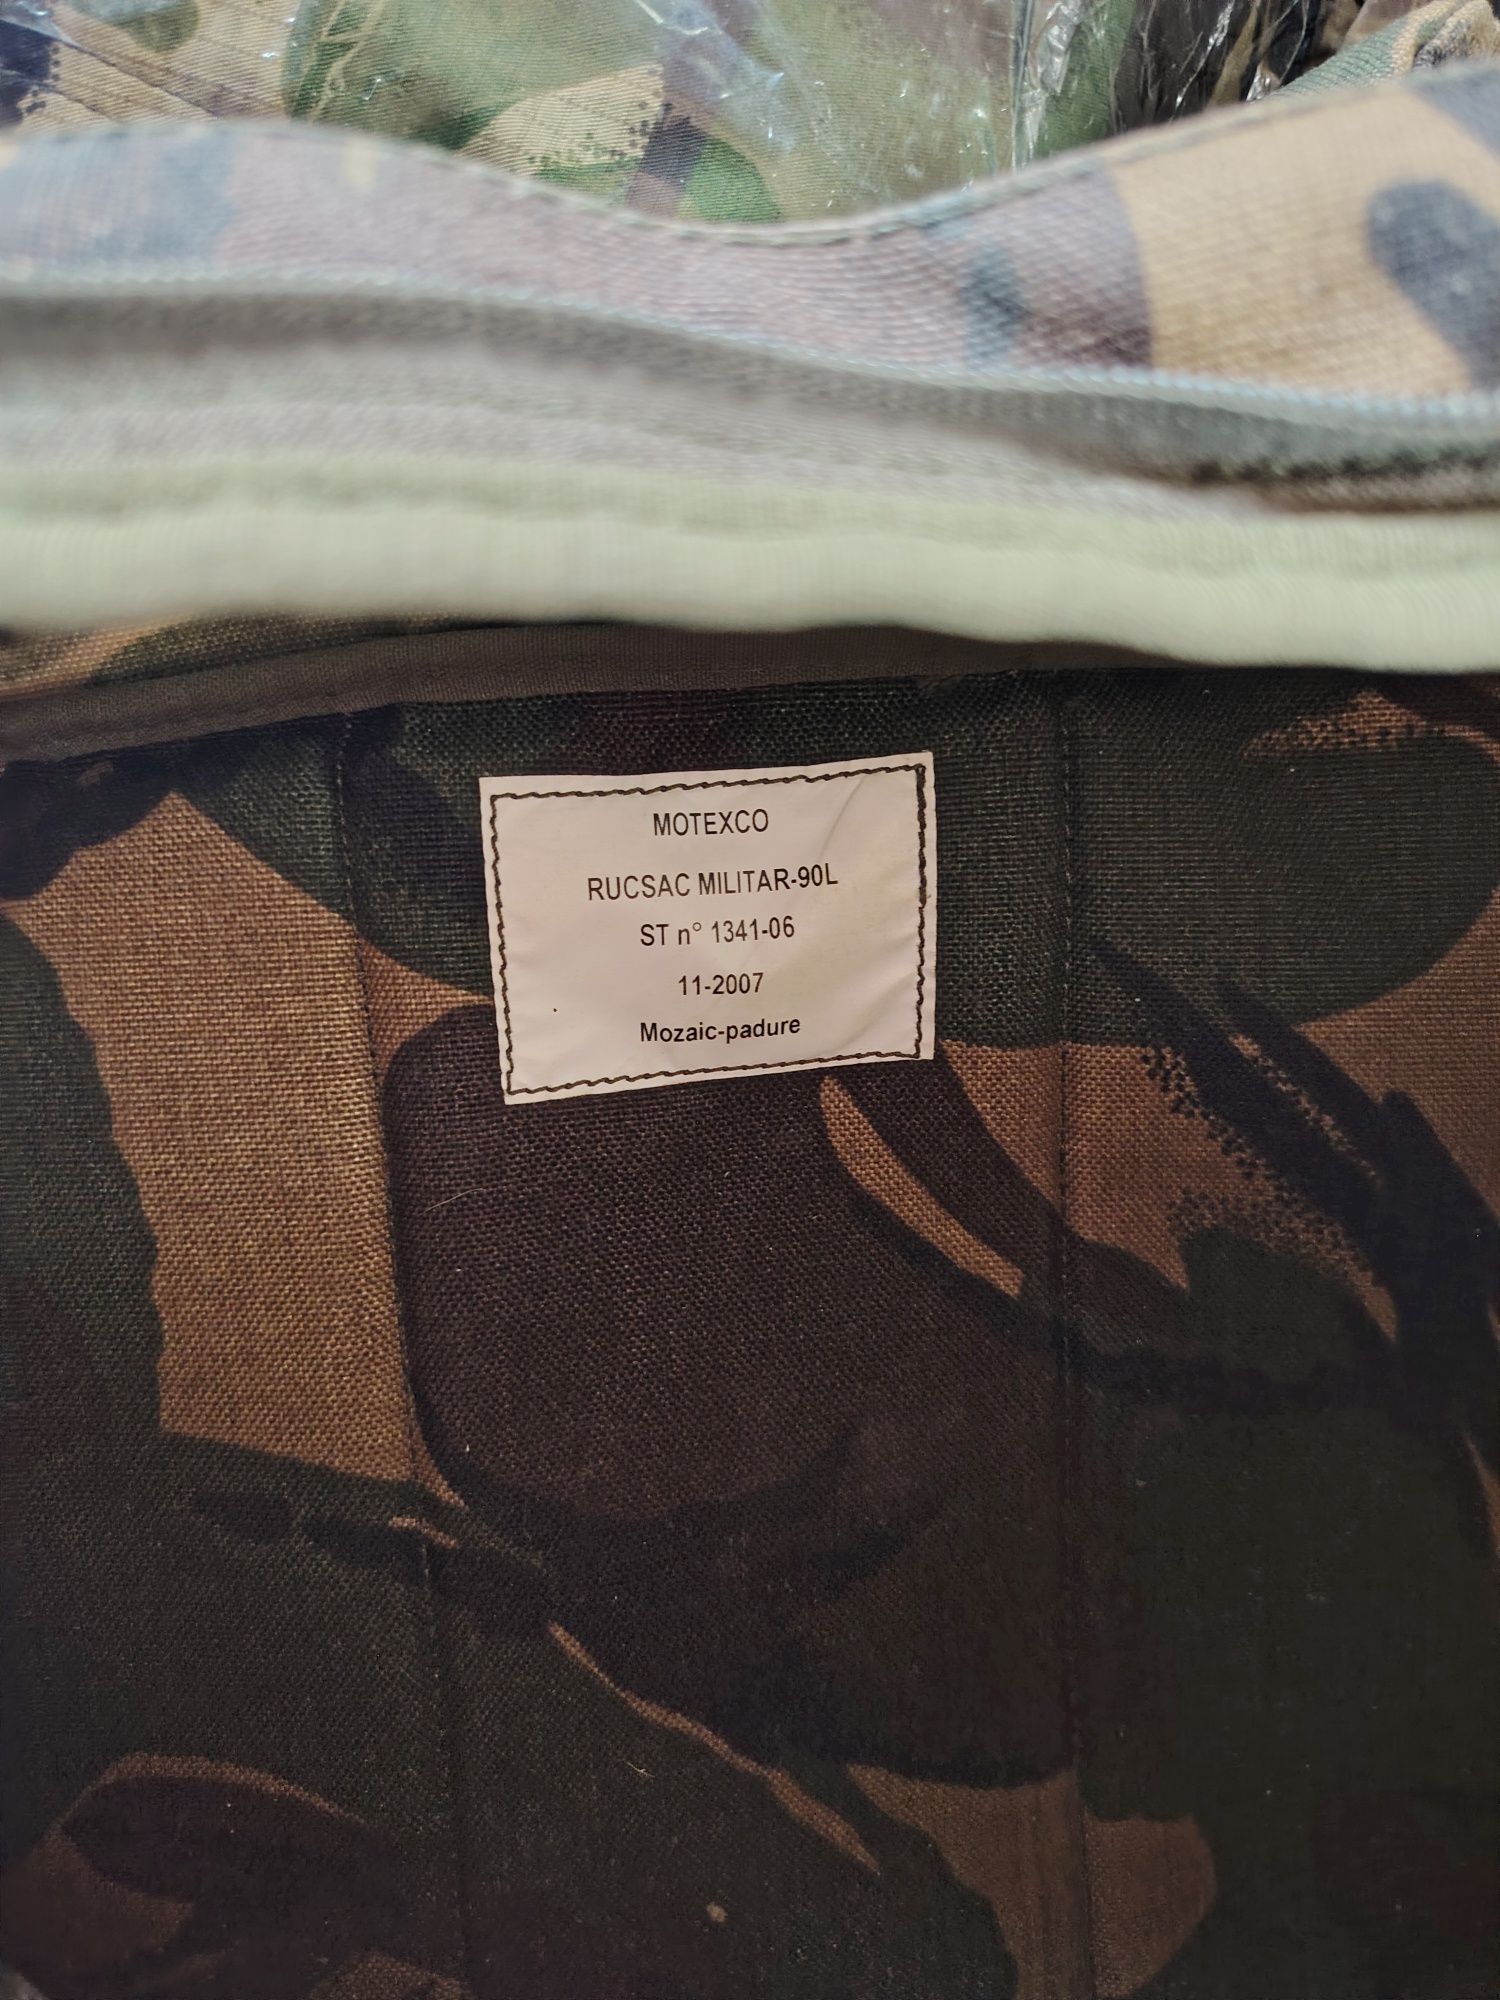 MOTEXCO
RUCSAC MILITAR-90L
ST n° 1341-06
11-2007
Mozaic-padure